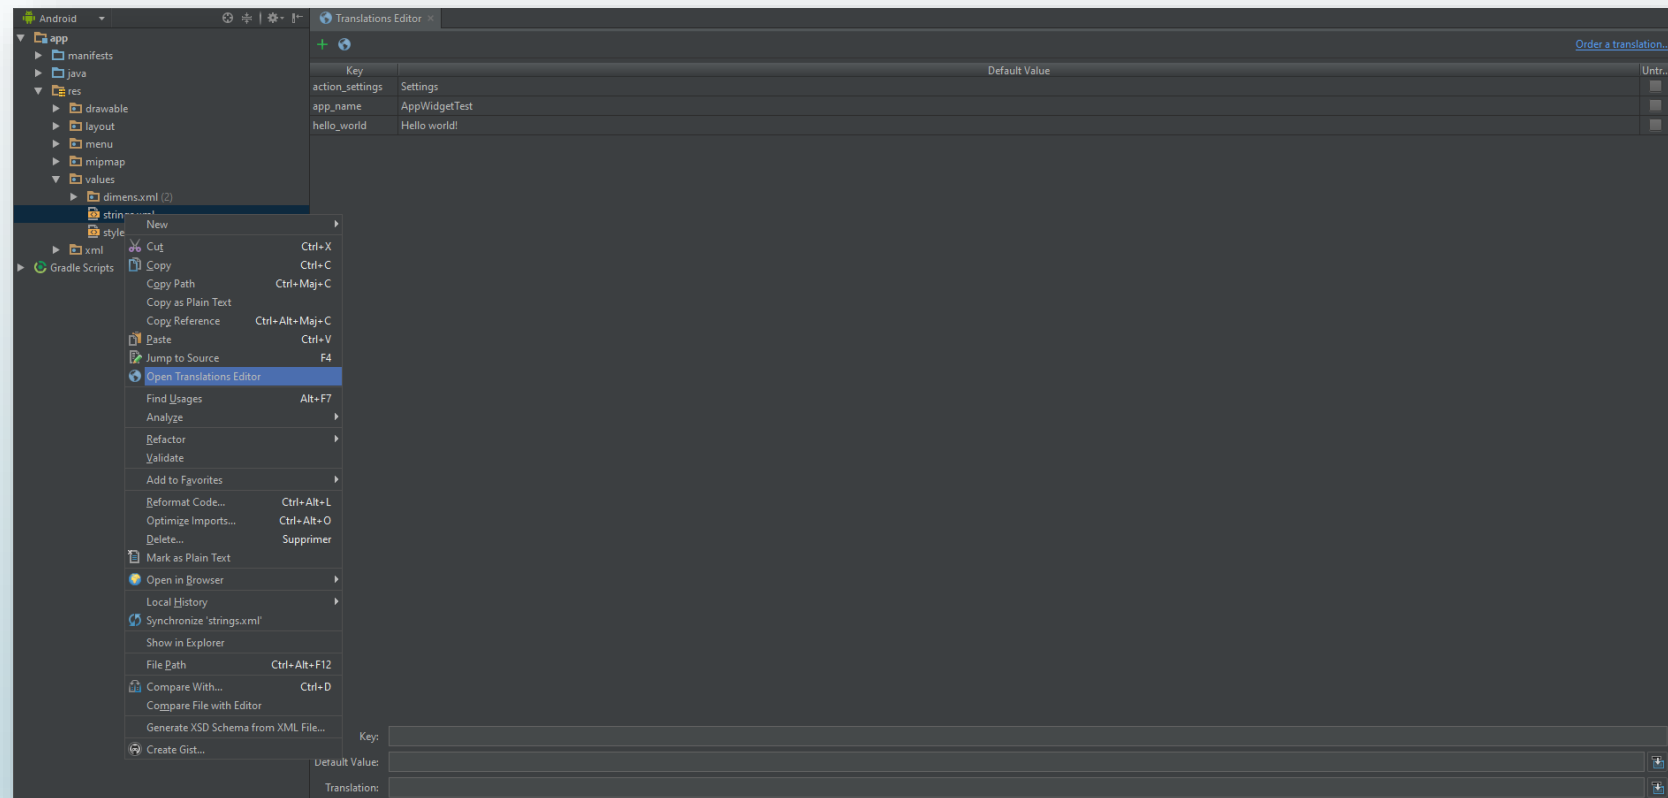 Android
Translations Editor
app
manifests
java
res
drawable
layout
menu
mipmap
values
dimens.xml (2)
strings.xml
style
xml
Gradle Scripts
New
Cut Ctrl+X
Copy Ctrl+C
Copy Path Ctrl+Maj+C
Copy as Plain Text
Copy Reference Ctrl+Alt+Maj+C
Paste Ctrl+V
Jump to Source F4
Open Translations Editor
Find Usages Alt+F7
Analyze
Refactor
Validate
Add to Favorites
Reformat Code... Ctrl+Alt+L
Optimize Imports... Ctrl+Alt+O
Delete... Supprimer
Mark as Plain Text
Open in Browser
Local History
Synchronize 'strings.xml'
Show in Explorer
File Path Ctrl+Alt+F12
Compare With... Ctrl+D
Compare File with Editor
Generate XSD Schema from XML File...
Create Gist...
Order a translation...
Key Default Value Untr...
action_settings Settings
app_name AppWidgetTest
hello_world Hello world!
Key:
Default Value:
Translation: